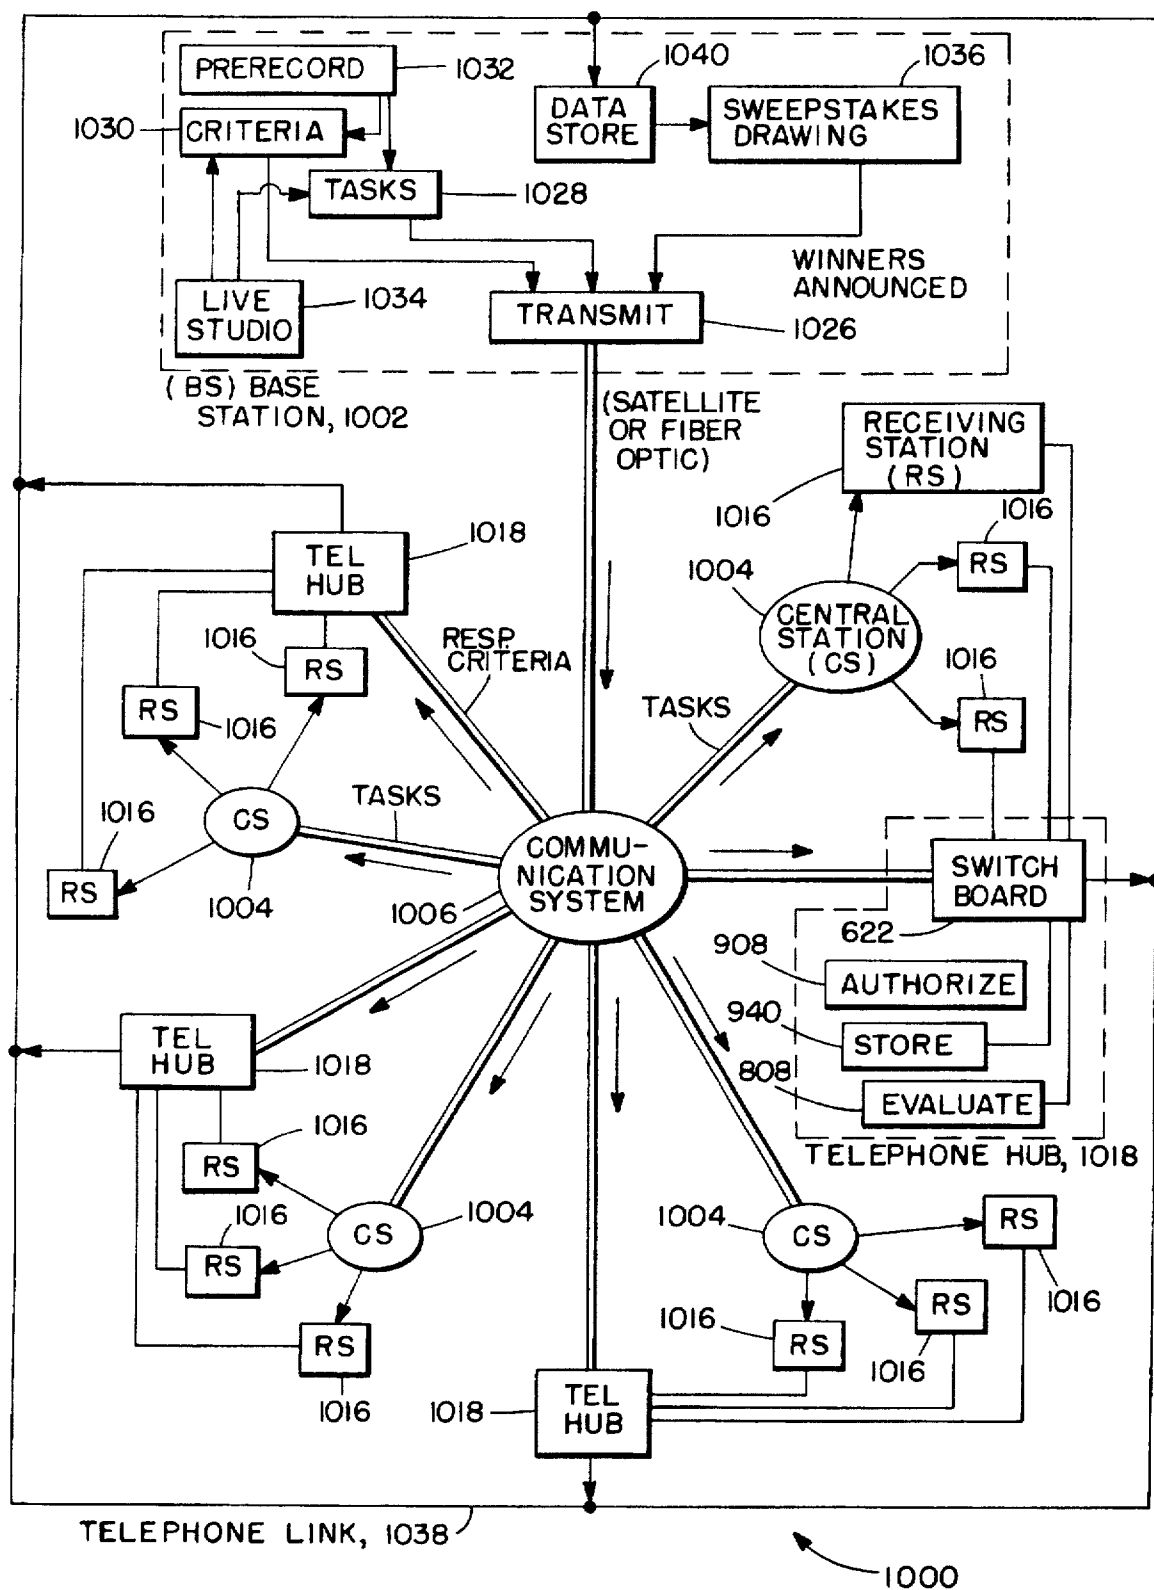 PRERECORD
1032
1030
CRITERIA
TASKS
1028
LIVE
STUDIO
1034
1040
DATA
STORE
1036
SWEEPSTAKES
DRAWING
WINNERS
ANNOUNCED
TRANSMIT
1026
(BS) BASE
STATION, 1002
(SATELLITE
OR FIBER
OPTIC)
RECEIVING
STATION
(RS)
1016
1016
RS
1004
CENTRAL
STATION
(CS)
1016
RS
TASKS
1018
TEL
HUB
RESP.
CRITERIA
1016
RS
RS
1016
TASKS
CS
1004
1016
RS
COMMU-
NICATION
SYSTEM
1006
SWITCH
BOARD
622
908
AUTHORIZE
940
STORE
808
EVALUATE
TELEPHONE HUB, 1018
TEL
HUB
1018
1016
RS
1016
RS
CS
1004
RS
1016
1004
CS
RS
1016
RS
1016
1016
RS
1018
TEL
HUB
TELEPHONE LINK, 1038
1000